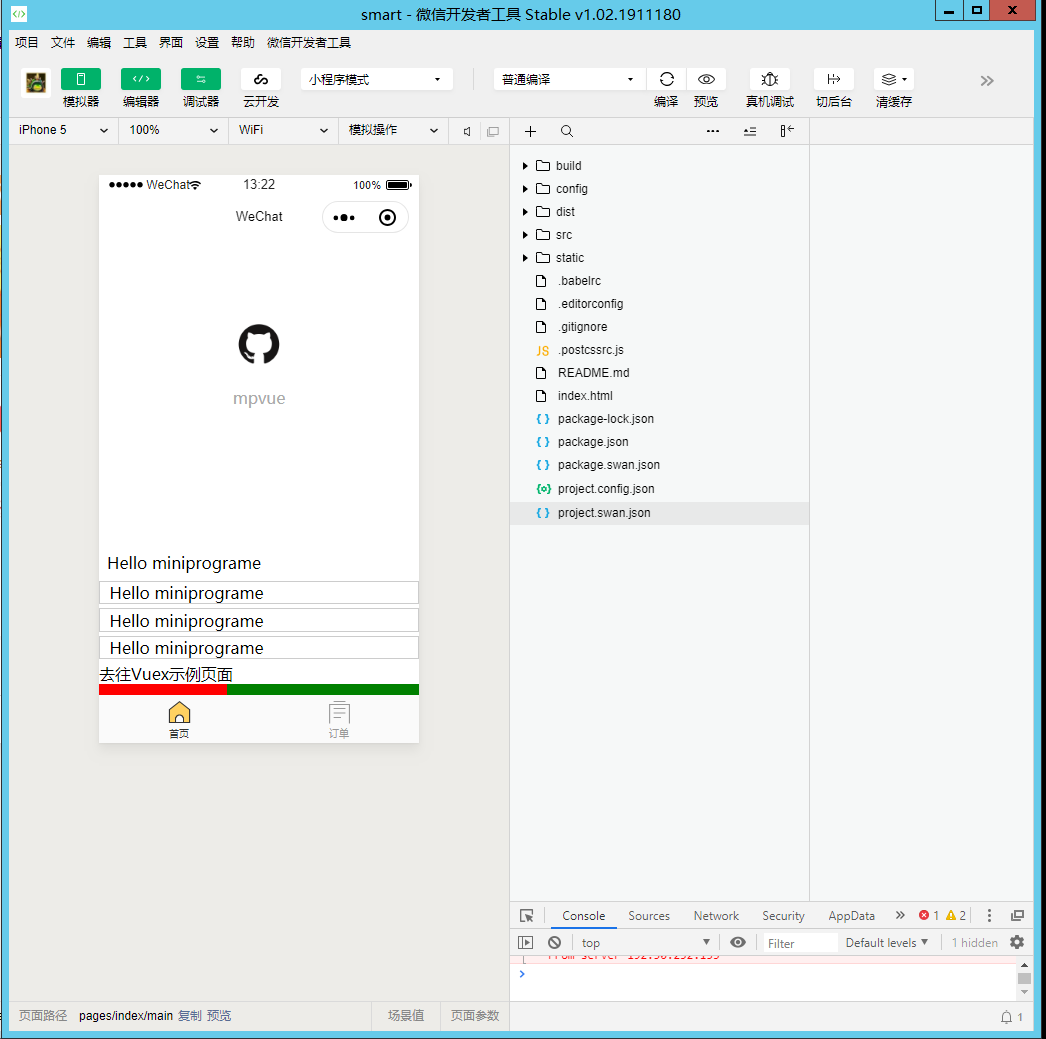 smart - 微信开发者工具 Stable v1.02.1911180
项目 文件 编辑 工具 界面 设置 帮助 微信开发者工具
小程序模式 普通编译
模拟器 编辑器 调试器 云开发 编译 预览 真机调试 切后台 清缓存
iPhone 5 100% WiFi 模拟操作
WeChat 13:22 100%
WeChat
mpvue
Hello miniprograme
Hello miniprograme
Hello miniprograme
Hello miniprograme
去往Vuex示例页面
首页 订单
build
config
dist
src
static
.babelrc
.editorconfig
.gitignore
JS .postcssrc.js
README.md
index.html
package-lock.json
package.json
package.swan.json
project.config.json
project.swan.json
Console Sources Network Security AppData 1 2
top Filter Default levels 1 hidden
页面路径 pages/index/main 复制 预览 场景值 页面参数 1